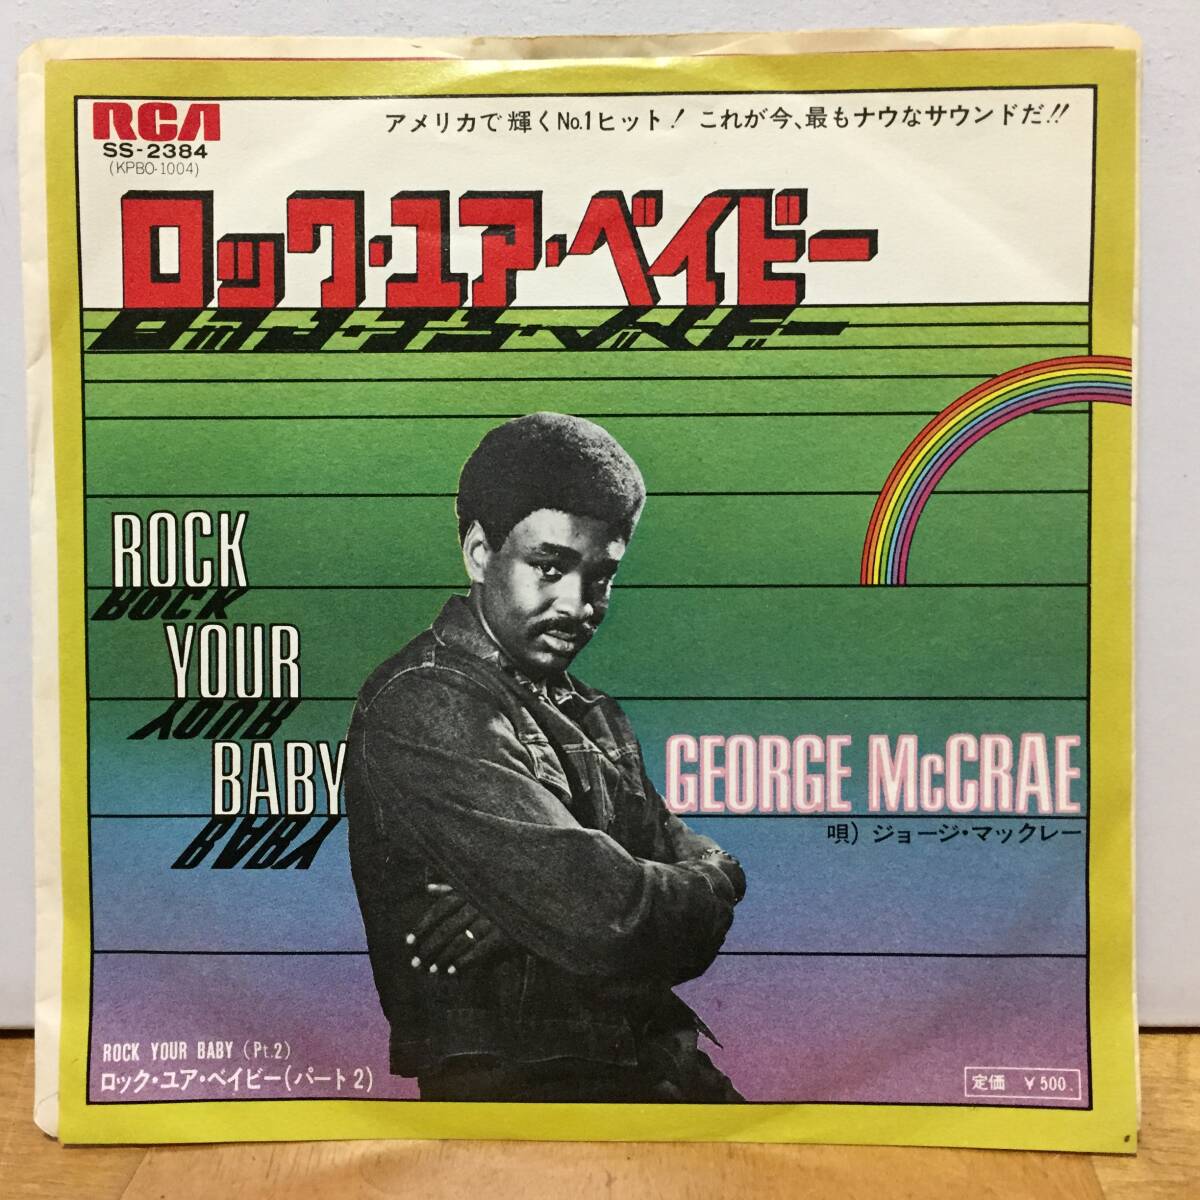 RCA
SS-2384
(KPBO-1004)
アメリカで輝くNo.1ヒット! これが今、最もナウなサウンドだ!!
ロック・ユア・ベイビー
ROCK
YOUR
BABY
GEORGE McCRAE
唄) ジョージ・マックレー
ROCK YOUR BABY (Pt.2)
ロック・ユア・ベイビー(パート2)
定価 ¥500.